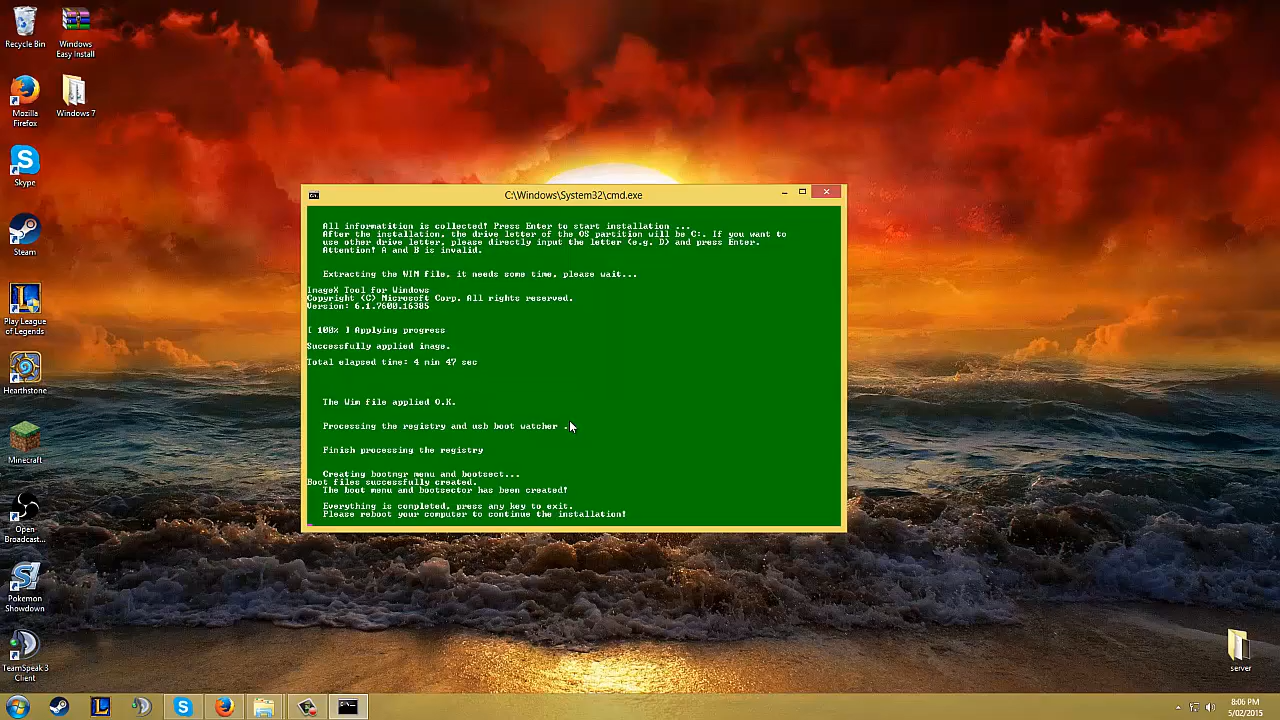 Recycle Bin
Windows
Easy Install
Mozilla
Firefox
Windows 7
Skype
Steam
Play League
of Legends
Hearthstone
Minecraft
Open
Broadcast...
Pokemon
Showdown
TeamSpeak 3
Client
C:\Windows\System32\cmd.exe
All informatition is collected! Press Enter to start installation ...
After the installation, the drive letter of the OS partition will be C:. If you want to
use other drive letter, please directly input the letter (e.g. D) and press Enter.
Attention! A and B is invalid.
Extracting the WIM file, it needs some time, please wait...
ImageX Tool for Windows
Copyright (C) Microsoft Corp. All rights reserved.
Version: 6.1.7600.16385
[ 100% ] Applying progress
Successfully applied image.
Total elapsed time: 4 min 47 sec
The Wim file applied O.K.
Processing the registry and usb boot watcher .
Finish processing the registry
Creating bootmgr menu and bootsect...
Boot files successfully created.
The boot menu and bootsector has been created!
Everything is completed, press any key to exit.
Please reboot your computer to continue the installation!
server
8:06 PM
5/02/2015